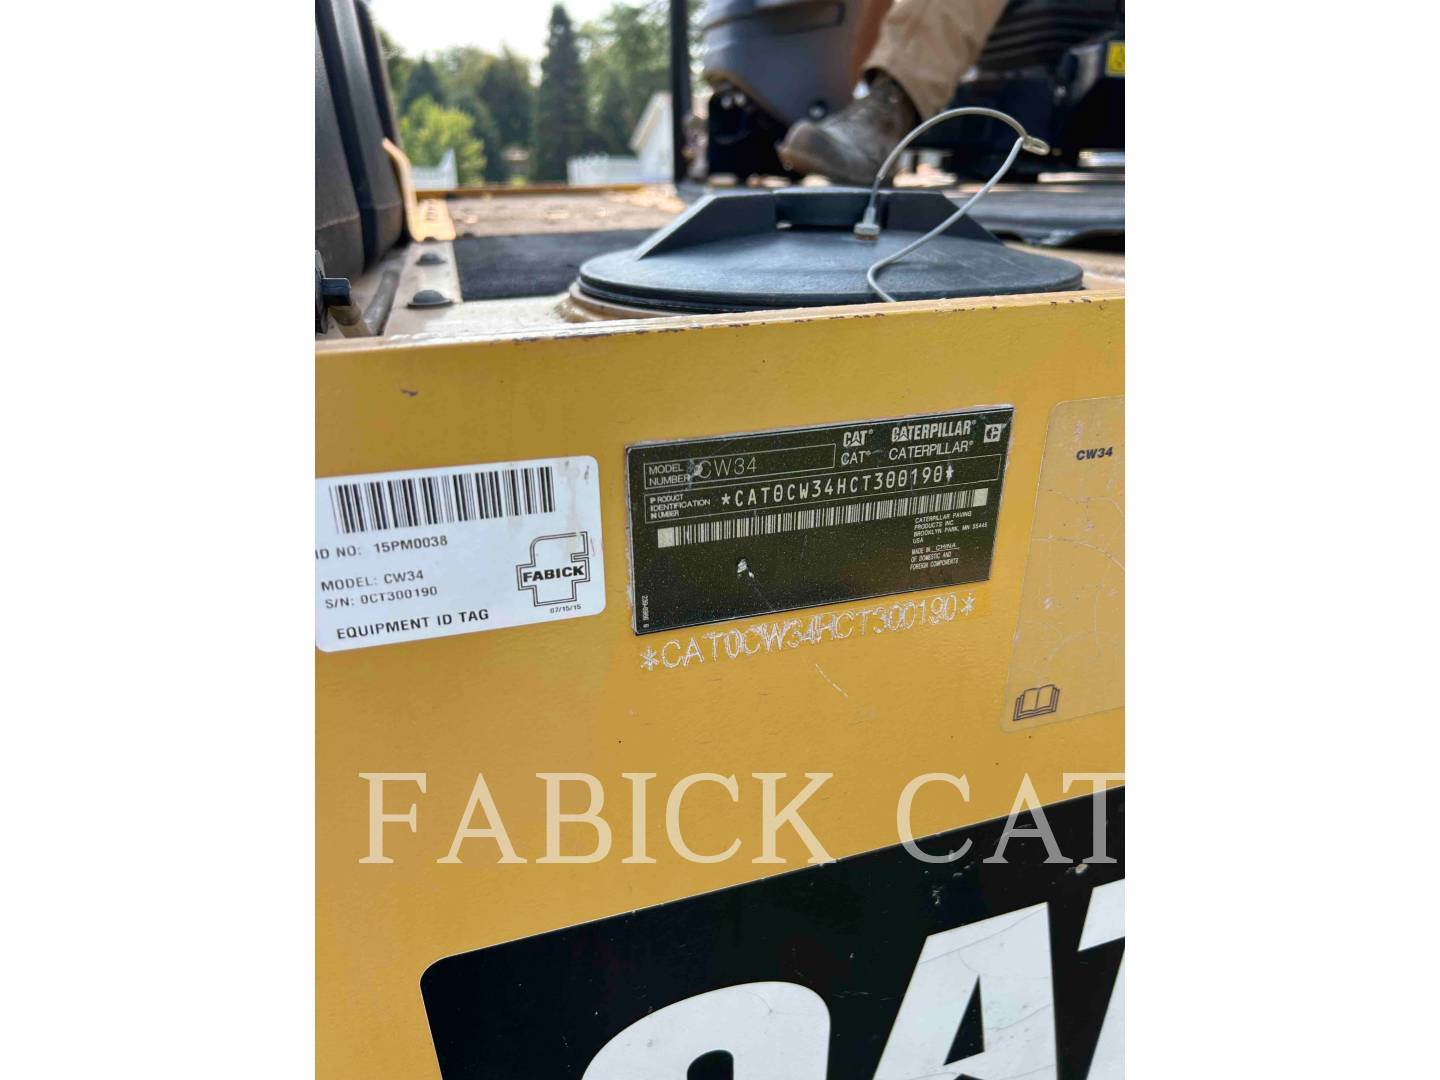 ID NO: 15PM0038
MODEL: CW34
S/N: 0CT300190
FABICK
07/15/15
EQUIPMENT ID TAG
MODEL NUMBER CW34
CAT® CATERPILLAR®
CAT® CATERPILLAR®
PRODUCT IDENTIFICATION NUMBER *CAT0CW34HCT300190*
CATERPILLAR PAVING
PRODUCTS INC
BROOKLYN PARK, MN 55445
USA
MADE IN CHINA
OF DOMESTIC AND
FOREIGN COMPONENTS
*CAT0CW34HCT300190*
CW34
FABICK CAT
CAT